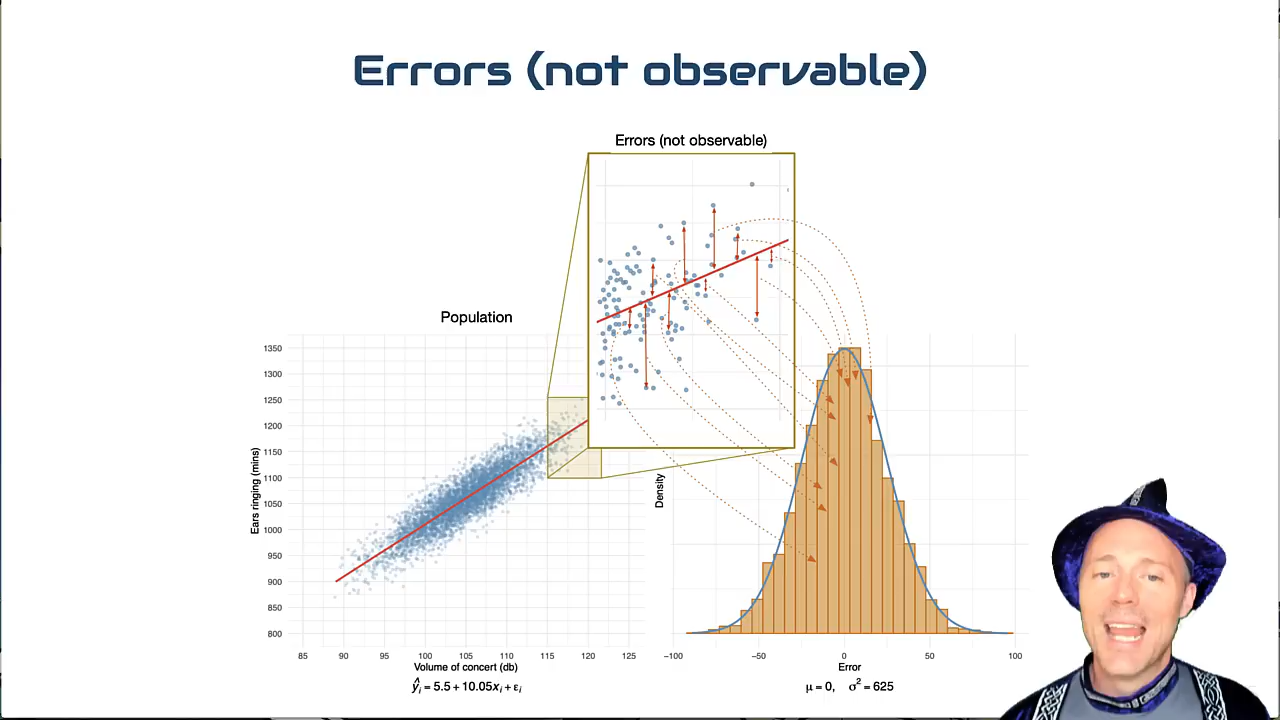 Errors (not observable)
Errors (not observable)
Population
1350
1300
1250
1200
1150
1100
1050
1000
950
900
850
800
Ears ringing (mins)
85 90 95 100 105 110 115 120 125
Volume of concert (db)
ŷᵢ = 5.5 + 10.05xᵢ + εᵢ
Density
−100 −50 0 50 100
Error
μ = 0, σ² = 625